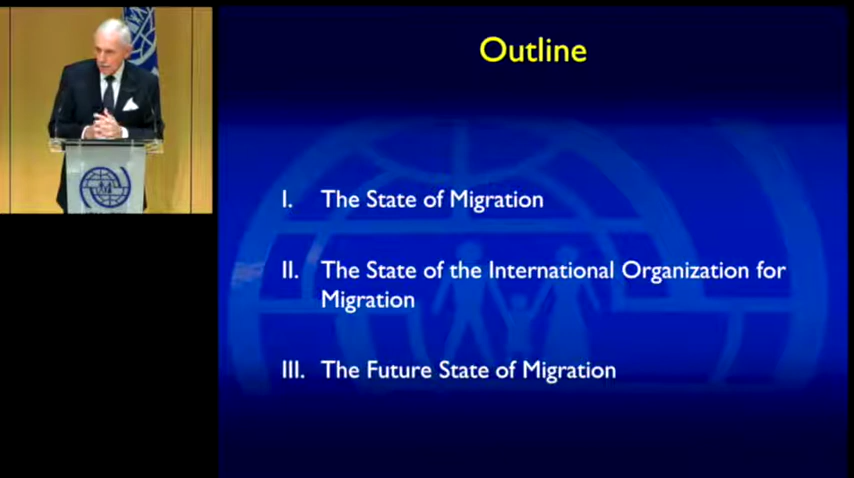 Outline
I. The State of Migration
II. The State of the International Organization for
Migration
III. The Future State of Migration